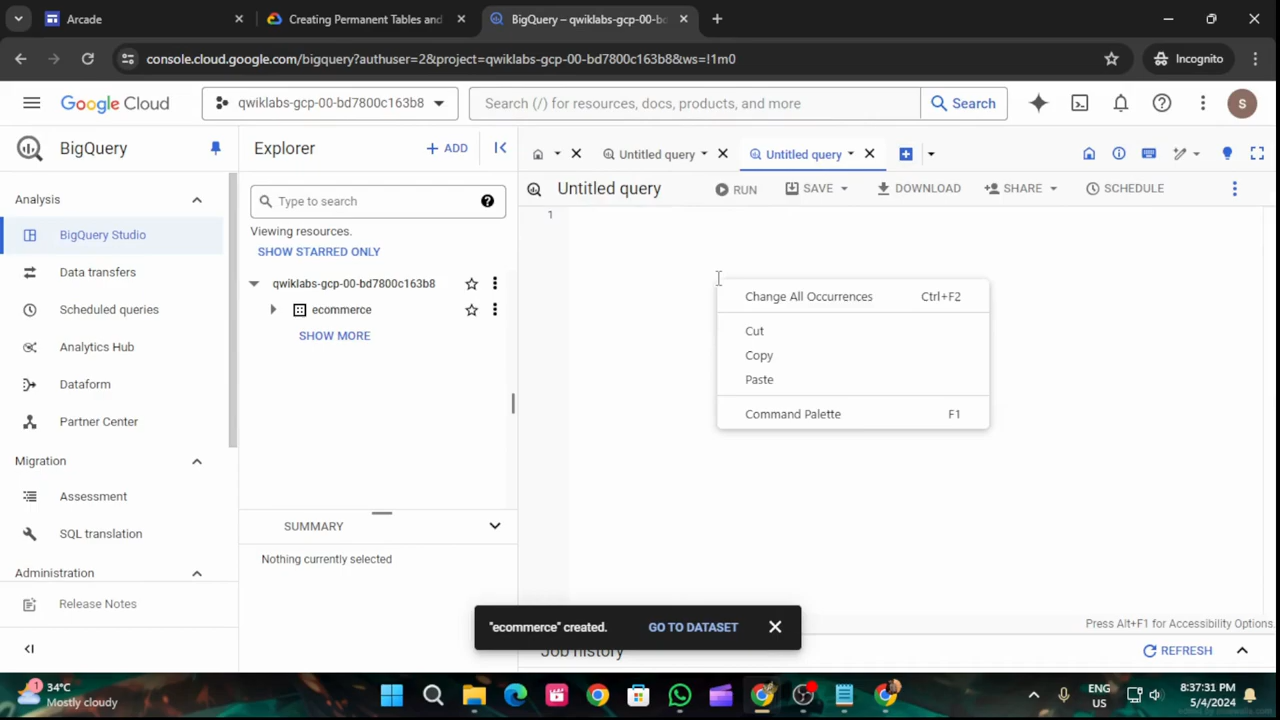 Arcade
Creating Permanent Tables and
BigQuery – qwiklabs-gcp-00-bd
console.cloud.google.com/bigquery?authuser=2&project=qwiklabs-gcp-00-bd7800c163b8&ws=!1m0
Incognito
Google Cloud
qwiklabs-gcp-00-bd7800c163b8
Search (/) for resources, docs, products, and more
Search
S
BigQuery
Explorer
+ ADD
Untitled query
Untitled query
Untitled query
RUN
SAVE
DOWNLOAD
SHARE
SCHEDULE
Analysis
BigQuery Studio
Data transfers
Scheduled queries
Analytics Hub
Dataform
Partner Center
Migration
Assessment
SQL translation
Administration
Release Notes
Type to search
Viewing resources.
SHOW STARRED ONLY
qwiklabs-gcp-00-bd7800c163b8
ecommerce
SHOW MORE
SUMMARY
Nothing currently selected
1
Change All Occurrences Ctrl+F2
Cut
Copy
Paste
Command Palette F1
Press Alt+F1 for Accessibility Options.
"ecommerce" created. GO TO DATASET
Job history
REFRESH
1
34°C
Mostly cloudy
ENG
US
8:37:31 PM
5/4/2024